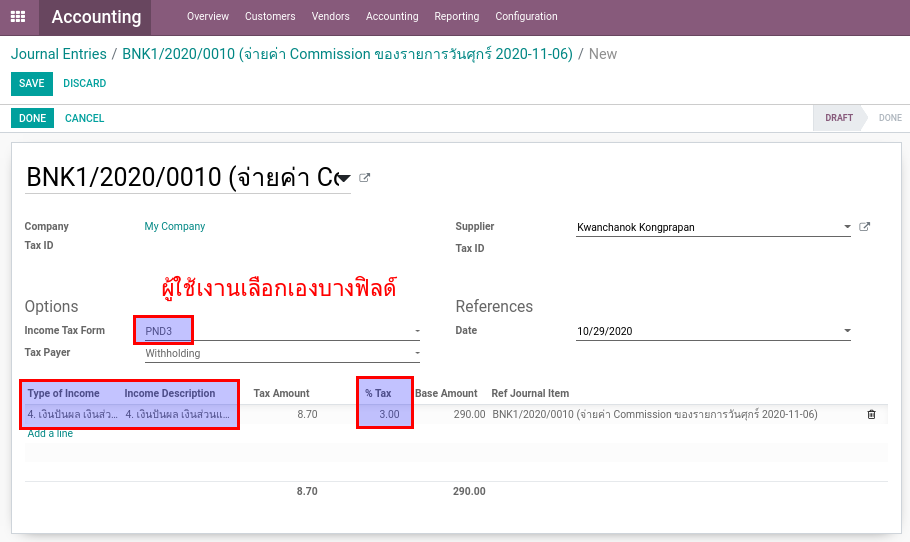 Accounting Overview Customers Vendors Accounting Reporting Configuration
Journal Entries / BNK1/2020/0010 (จ่ายค่า Commission ของรายการวันศุกร์ 2020-11-06) / New
SAVE DISCARD
DONE CANCEL DRAFT DONE
BNK1/2020/0010 (จ่ายค่า Co
Company My Company Supplier Kwanchanok Kongprapan
Tax ID Tax ID
ผู้ใช้เงานเลือกเองบางฟิลด์
Options References
Income Tax Form PND3 Date 10/29/2020
Tax Payer Withholding
Type of Income Income Description Tax Amount % Tax Base Amount Ref Journal Item
4. เงินปันผล เงินส่ว... 4. เงินปันผล เงินส่วนแ... 8.70 3.00 290.00 BNK1/2020/0010 (จ่ายค่า Commission ของรายการวันศุกร์ 2020-11-06)
Add a line
8.70 290.00